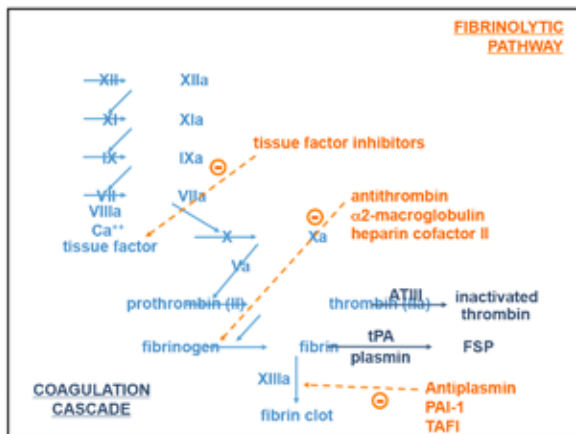 FIBRINOLYTIC
PATHWAY
XII XIIa
XI XIa
IX IXa
tissue factor inhibitors
VII VIIa
VIIIa
Ca++
tissue factor
antithrombin
α2-macroglobulin
heparin cofactor II
X Xa
Va
prothrombin (II) thrombin (IIa) ATIII inactivated
thrombin
fibrinogen fibrin tPA FSP
plasmin
XIIIa
fibrin clot
Antiplasmin
PAI-1
TAFI
COAGULATION
CASCADE